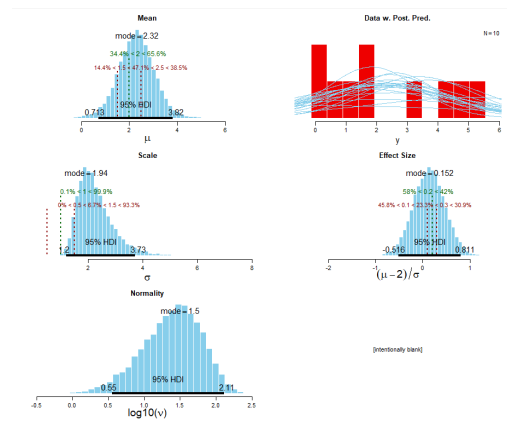 Mean
mode = 2.32
34.4% < 2 < 65.6%
14.4% < 1.5 < 47.1% < 2.5 < 38.5%
95% HDI
0.713 3.82
0 2 4 6
μ
Data w. Post. Pred.
N = 10
0 1 2 3 4 5 6
y
Scale
mode = 1.94
0.1% < 1 < 99.9%
0% < 0.5 < 6.7% < 1.5 < 93.3%
95% HDI
1.2 3.73
2 4 6 8
σ
Effect Size
mode = 0.152
58% < 0.2 < 42%
45.8% < 0.1 < 23.3% < 0.3 < 30.9%
95% HDI
-0.516 0.811
-2 -1 0 1
(μ − 2)/σ
Normality
mode = 1.5
95% HDI
0.55 2.11
-0.5 0.0 0.5 1.0 1.5 2.0 2.5
log10(ν)
[intentionally blank]